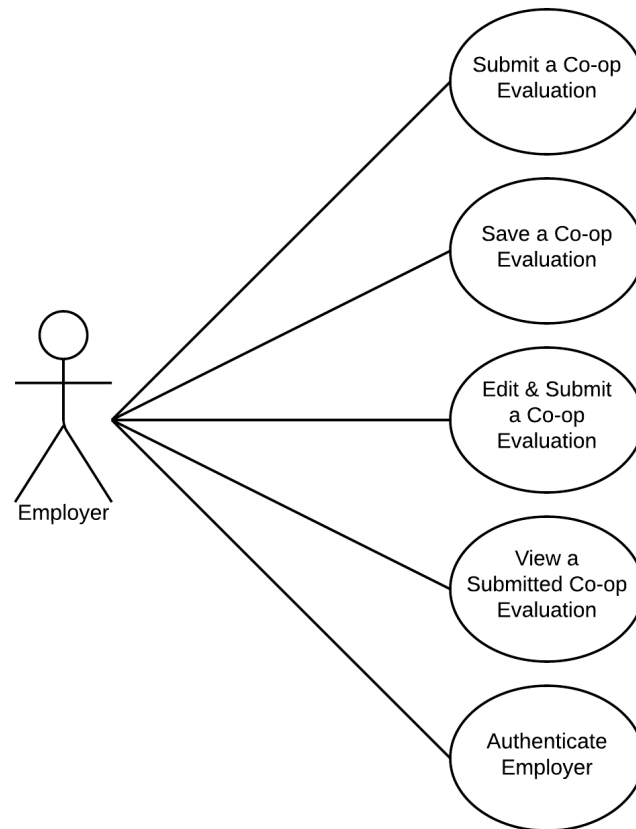 Submit a Co-op
Evaluation
Save a Co-op
Evaluation
Edit & Submit
a Co-op
Evaluation
Employer
View a
Submitted Co-op
Evaluation
Authenticate
Employer